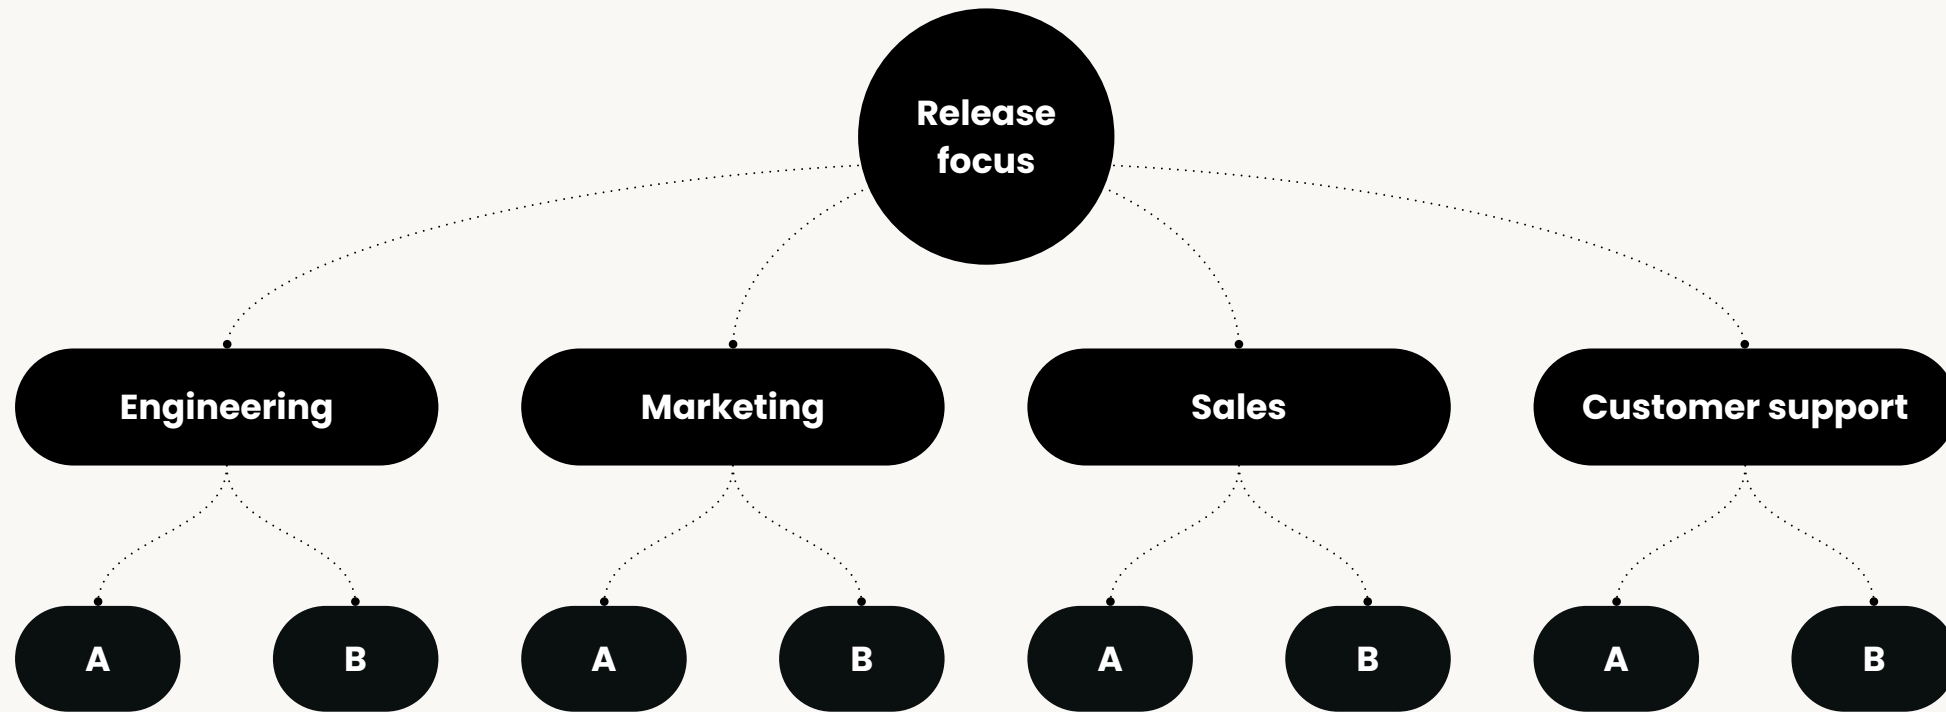 Release
focus
Engineering
Marketing
Sales
Customer support
A
B
A
B
A
B
A
B